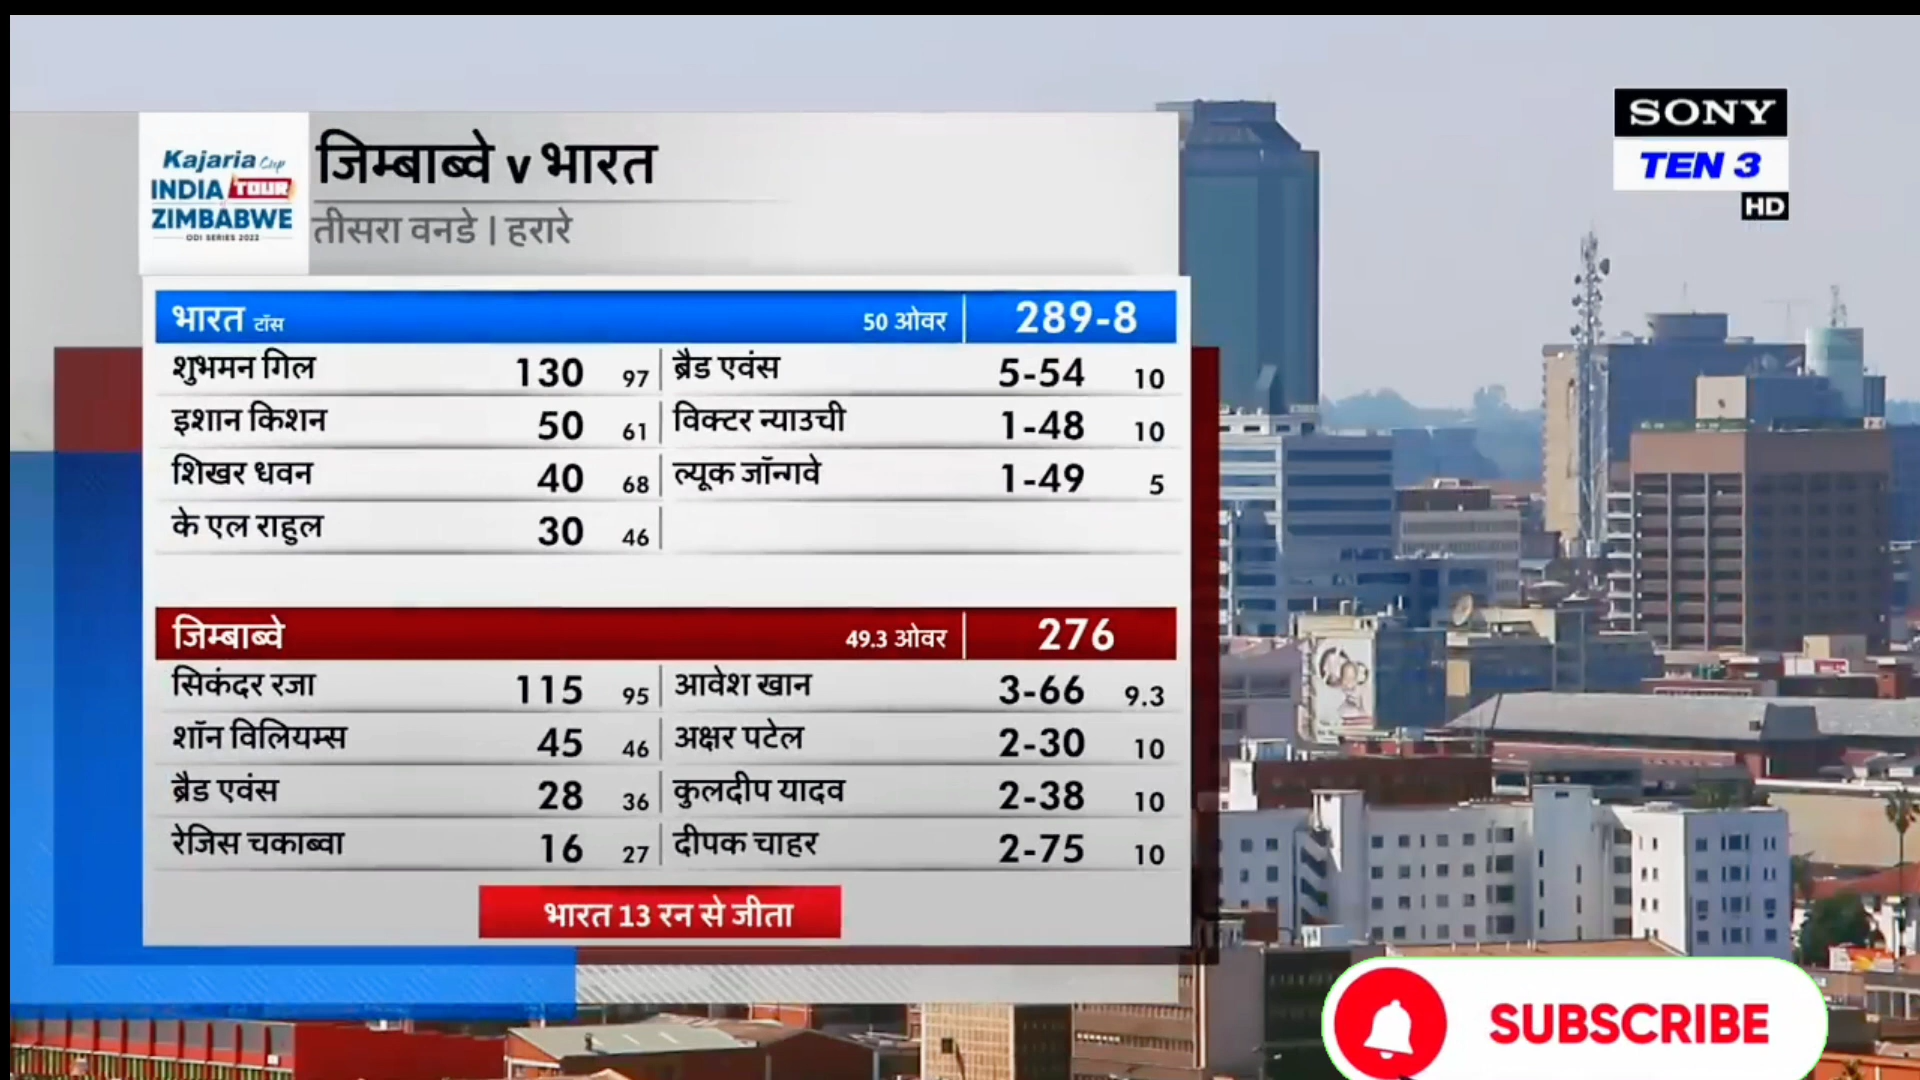 SONY
TEN 3
HD
Kajaria Cup
INDIA TOUR
ZIMBABWE
ODI SERIES 2022
जिम्बाब्वे v भारत
तीसरा वनडे | हरारे
भारत टॉस 50 ओवर 289-8
शुभमन गिल 130 97 ब्रैड एवंस 5-54 10
इशान किशन 50 61 विक्टर न्याउची 1-48 10
शिखर धवन 40 68 ल्यूक जॉन्गवे 1-49 5
के एल राहुल 30 46
जिम्बाब्वे 49.3 ओवर 276
सिकंदर रजा 115 95 आवेश खान 3-66 9.3
शॉन विलियम्स 45 46 अक्षर पटेल 2-30 10
ब्रैड एवंस 28 36 कुलदीप यादव 2-38 10
रेजिस चकाब्वा 16 27 दीपक चाहर 2-75 10
भारत 13 रन से जीता
SUBSCRIBE